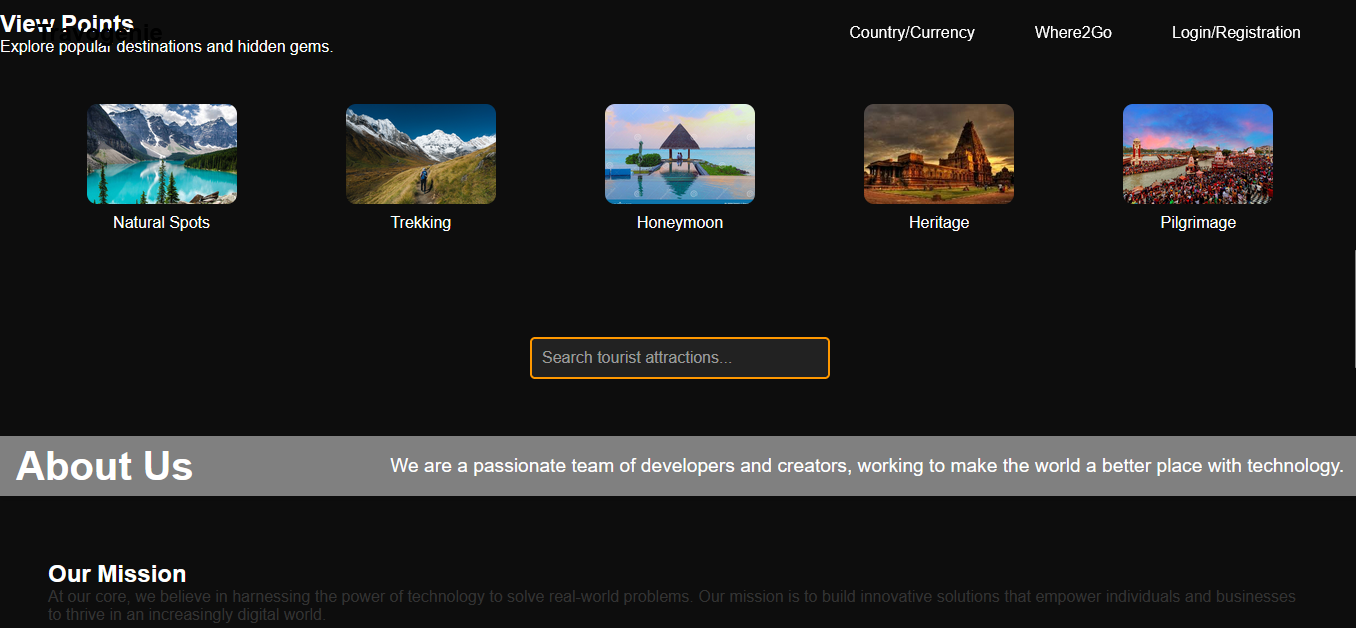 View Points
Travogenie
Explore popular destinations and hidden gems.
Country/Currency
Where2Go
Login/Registration
Natural Spots
Trekking
Honeymoon
Heritage
Pilgrimage
Search tourist attractions...
About Us
We are a passionate team of developers and creators, working to make the world a better place with technology.
Our Mission
At our core, we believe in harnessing the power of technology to solve real-world problems. Our mission is to build innovative solutions that empower individuals and businesses
to thrive in an increasingly digital world.